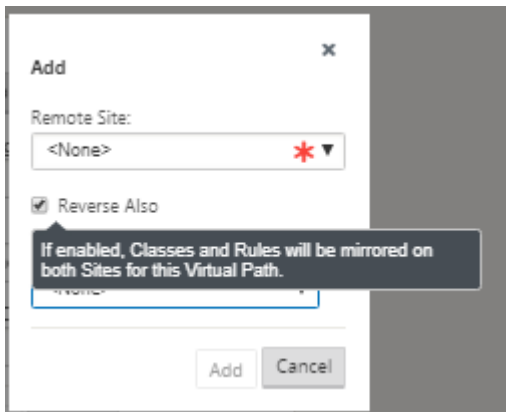 Add
×
Remote Site:
<None>
Reverse Also
If enabled, Classes and Rules will be mirrored on
both Sites for this Virtual Path.
<None>
Add
Cancel